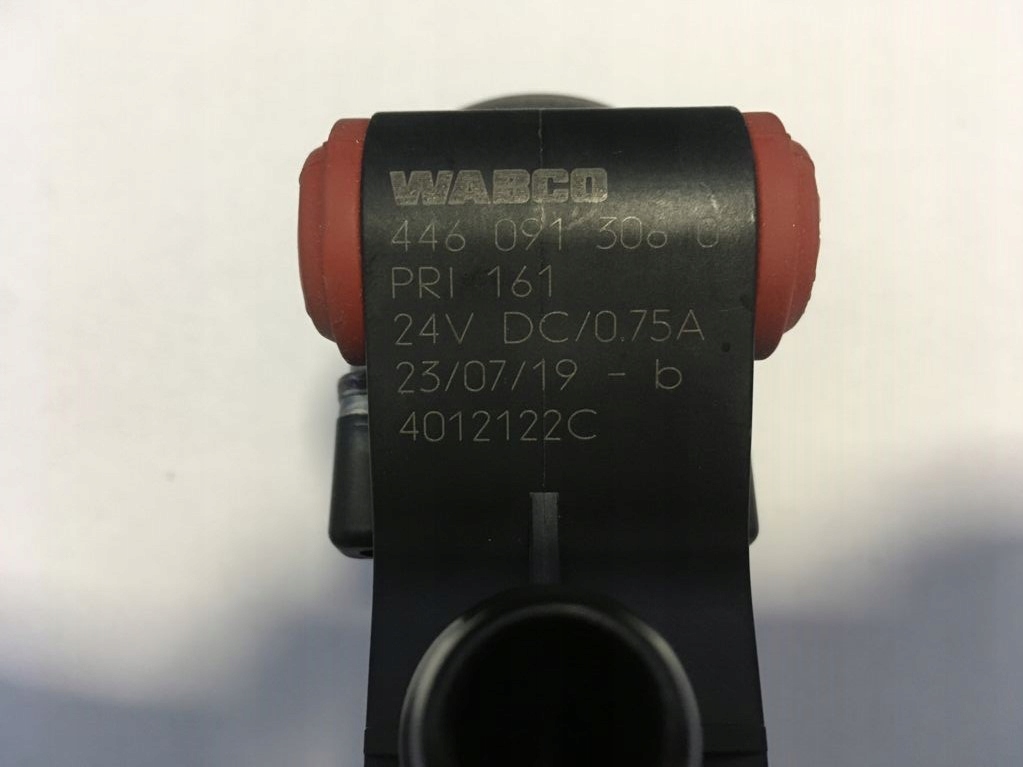 WABCO
446 091 306 0
PRI 161
24V DC/0.75A
23/07/19 - b
4012122C